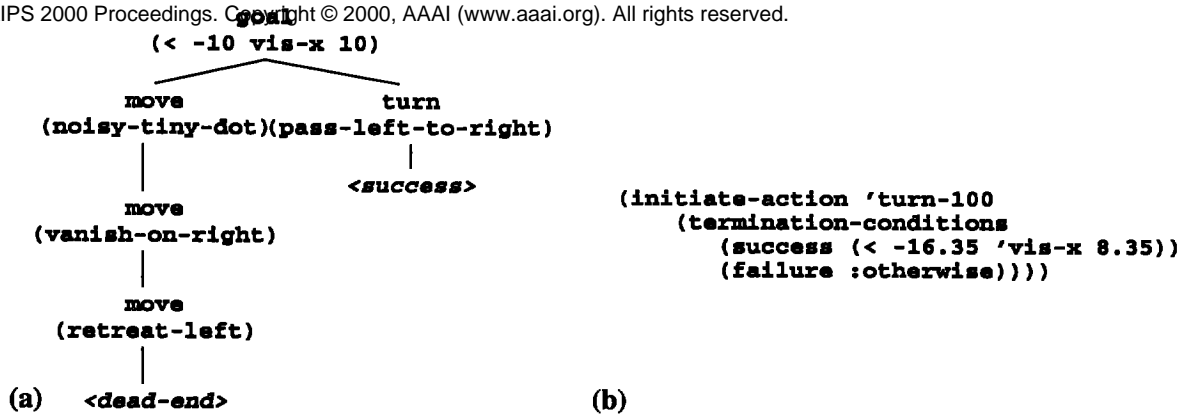 IPS 2000 Proceedings. Copyright © 2000, AAAI (www.aaai.org). All rights reserved.
goal
(< -10 vis-x 10)
move turn
(noisy-tiny-dot)(pass-left-to-right)
<success>
move
(vanish-on-right)
move
(retreat-left)
<dead-end>
(a)
(initiate-action 'turn-100
(termination-conditions
(success (< -16.35 'vis-x 8.35))
(failure :otherwise))))
(b)